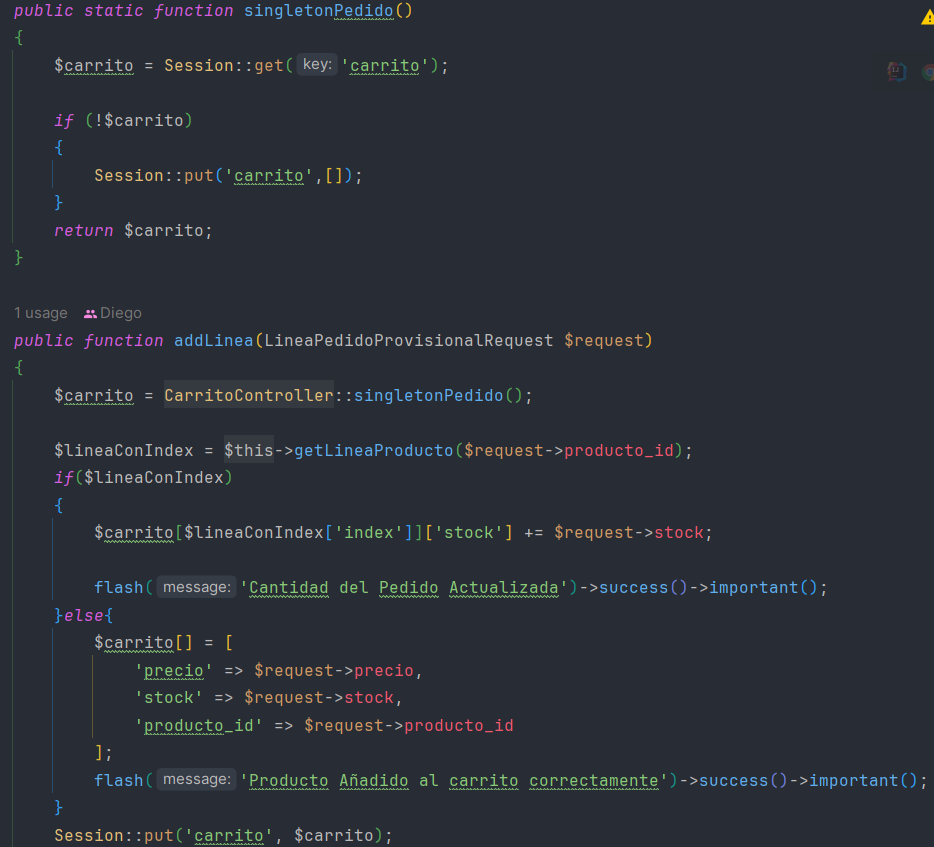 public static function singletonPedido()
{
$carrito = Session::get( key: 'carrito');
if (!$carrito)
{
Session::put('carrito',[]);
}
return $carrito;
}
1 usage Diego
public function addLinea(LineaPedidoProvisionalRequest $request)
{
$carrito = CarritoController::singletonPedido();
$lineaConIndex = $this->getLineaProducto($request->producto_id);
if($lineaConIndex)
{
$carrito[$lineaConIndex['index']]['stock'] += $request->stock;
flash( message: 'Cantidad del Pedido Actualizada')->success()->important();
}else{
$carrito[] = [
'precio' => $request->precio,
'stock' => $request->stock,
'producto_id' => $request->producto_id
];
flash( message: 'Producto Añadido al carrito correctamente')->success()->important();
}
Session::put('carrito', $carrito);